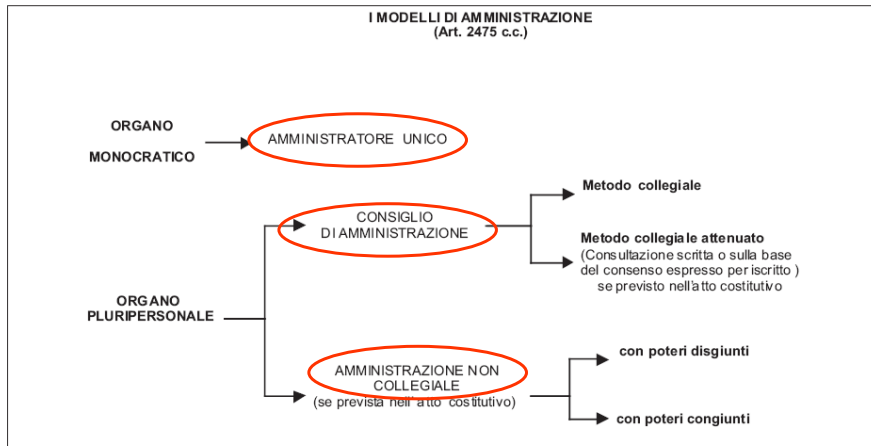 I MODELLI DI AMMINISTRAZIONE
(Art. 2475 c.c.)
ORGANO
MONOCRATICO
AMMINISTRATORE UNICO
CONSIGLIO
DI AMMINISTRAZIONE
Metodo collegiale
Metodo collegiale attenuato
(Consultazione scritta o sulla base
del consenso espresso per iscritto )
se previsto nell'atto costitutivo
ORGANO
PLURIPERSONALE
AMMINISTRAZIONE NON
COLLEGIALE
(se prevista nell'atto costitutivo)
con poteri disgiunti
con poteri congiunti